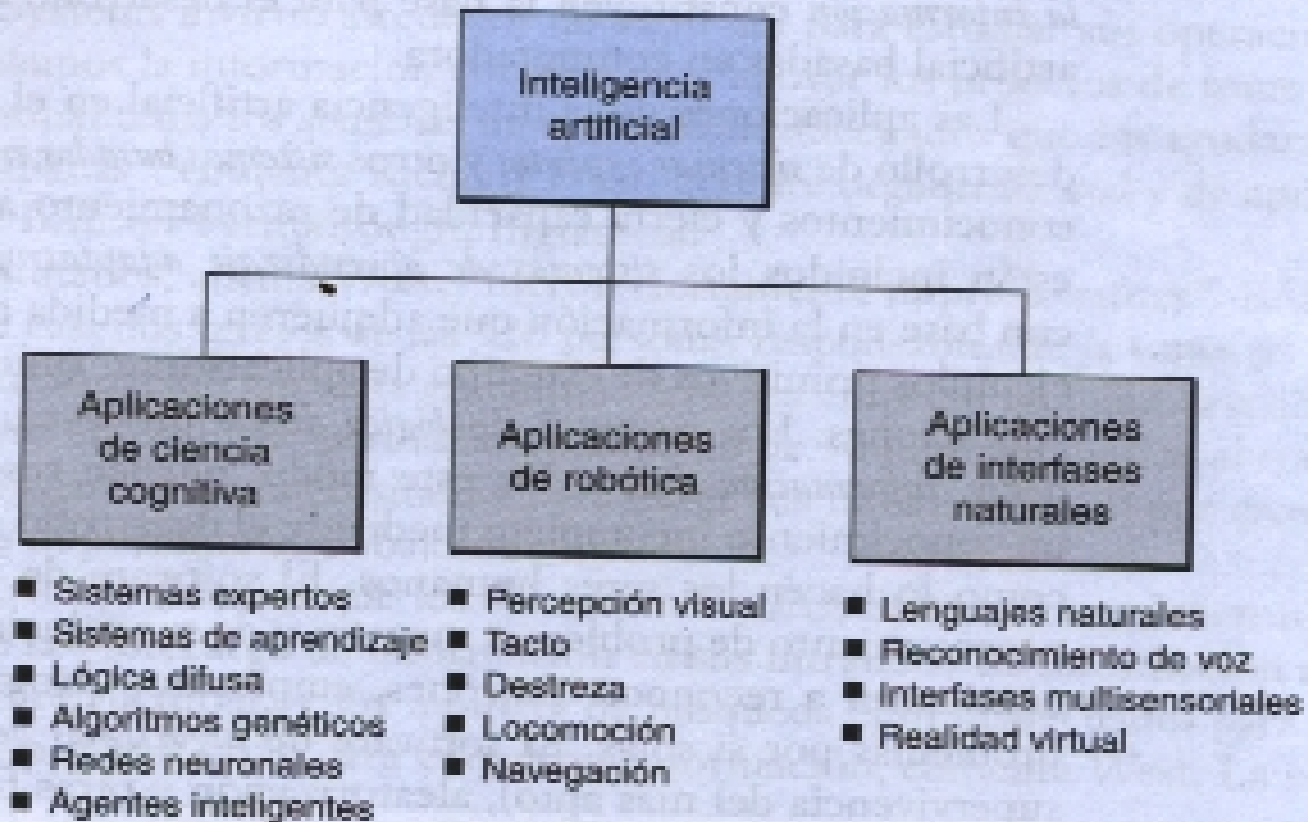 Inteligencia
artificial
Aplicaciones
de ciencia
cognitiva
Aplicaciones
de robótica
Aplicaciones
de interfases
naturales
■ Sistemas expertos
■ Sistemas de aprendizaje
■ Lógica difusa
■ Algoritmos genéticos
■ Redes neuronales
■ Agentes inteligentes
■ Percepción visual
■ Tacto
■ Destreza
■ Locomoción
■ Navegación
■ Lenguajes naturales
■ Reconocimiento de voz
■ Interfases multisensoriales
■ Realidad virtual